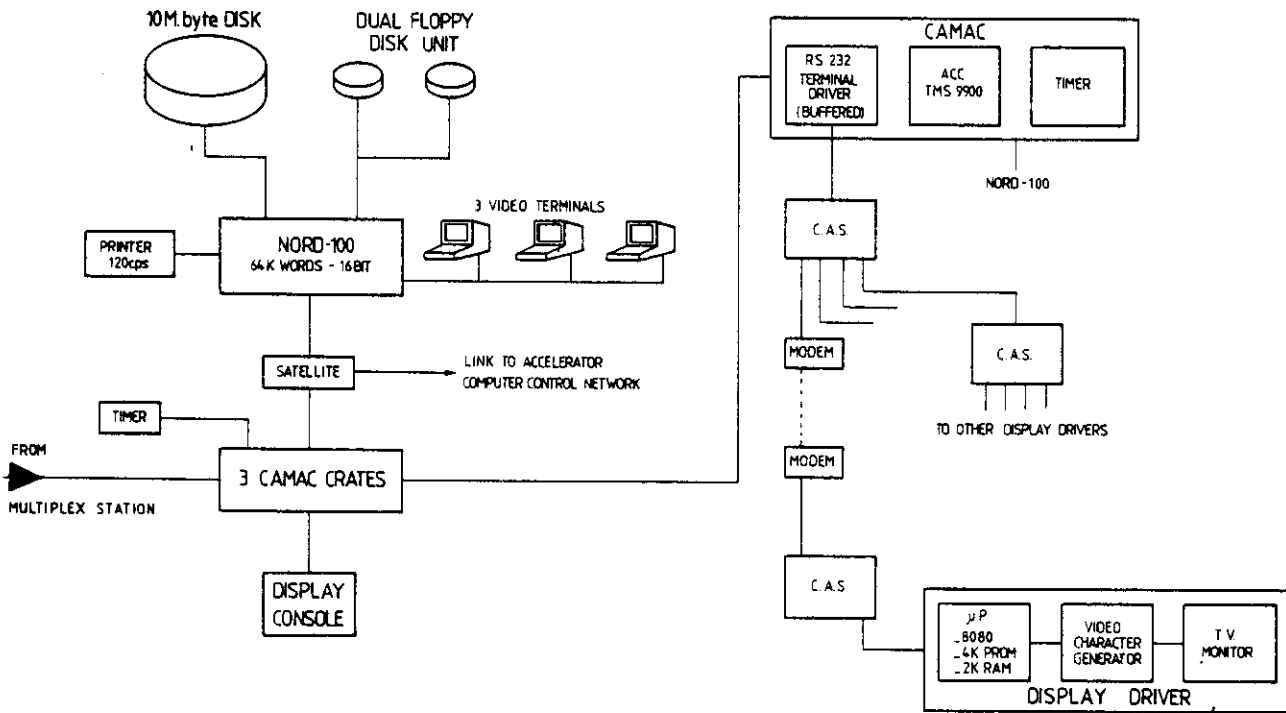 10M.byte DISK
DUAL FLOPPY
DISK UNIT
3 VIDEO TERMINALS
PRINTER
120cps
NORD-100
64K WORDS - 16BIT
SATELLITE
LINK TO ACCELERATOR
COMPUTER CONTROL NETWORK
TIMER
FROM
MULTIPLEX STATION
3 CAMAC CRATES
DISPLAY
CONSOLE
CAMAC
RS 232
TERMINAL
DRIVER
(BUFFERED)
ACC
TMS 9900
TIMER
NORD-100
C.A.S.
C.A.S.
MODEM
TO OTHER DISPLAY DRIVERS
MODEM
C.A.S
µP
_8080
_4K PROM
_2K RAM
VIDEO
CHARACTER
GENERATOR
T.V.
MONITOR
DISPLAY DRIVER